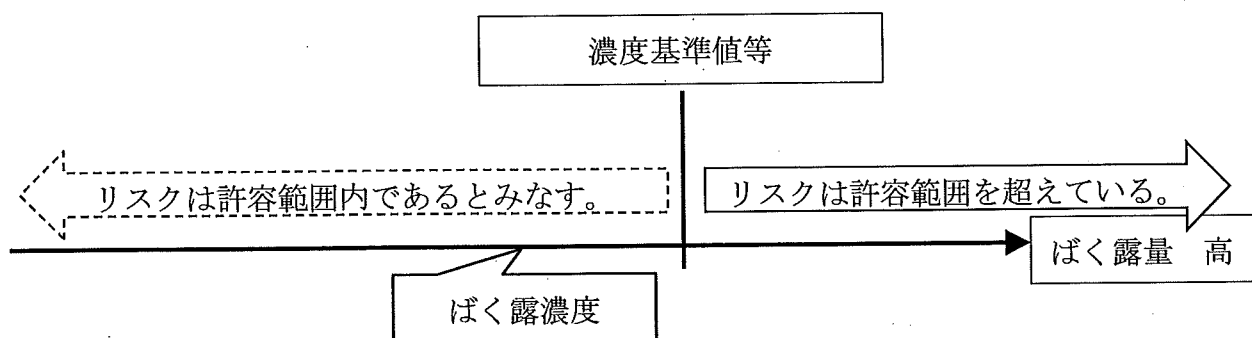 濃度基準値等
リスクは許容範囲内であるとみなす。
リスクは許容範囲を超えている。
ばく露量 高
ばく露濃度